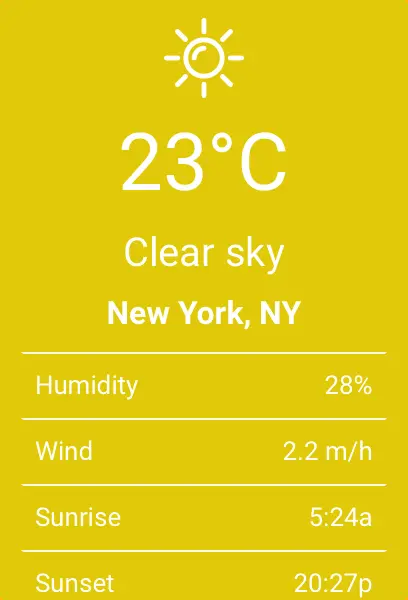 23°C
Clear sky
New York, NY
Humidity 28%
Wind 2.2 m/h
Sunrise 5:24a
Sunset 20:27p